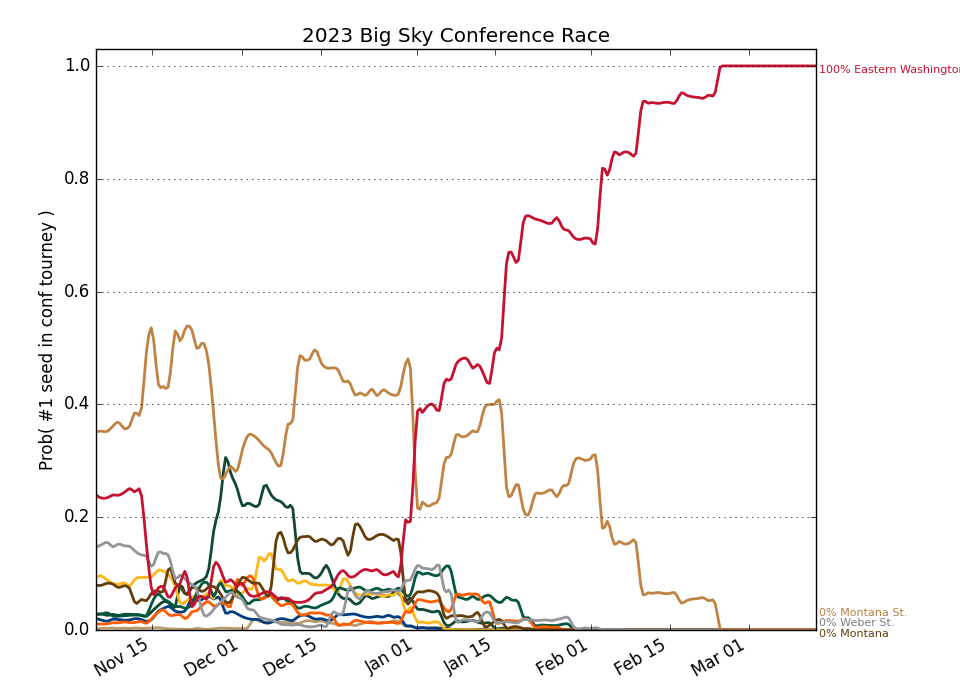 2023 Big Sky Conference Race
Prob( #1 seed in conf tourney )
1.0
0.8
0.6
0.4
0.2
0.0
Nov 15
Dec 01
Dec 15
Jan 01
Jan 15
Feb 01
Feb 15
Mar 01
100% Eastern Washington
0% Montana St.
0% Weber St.
0% Montana